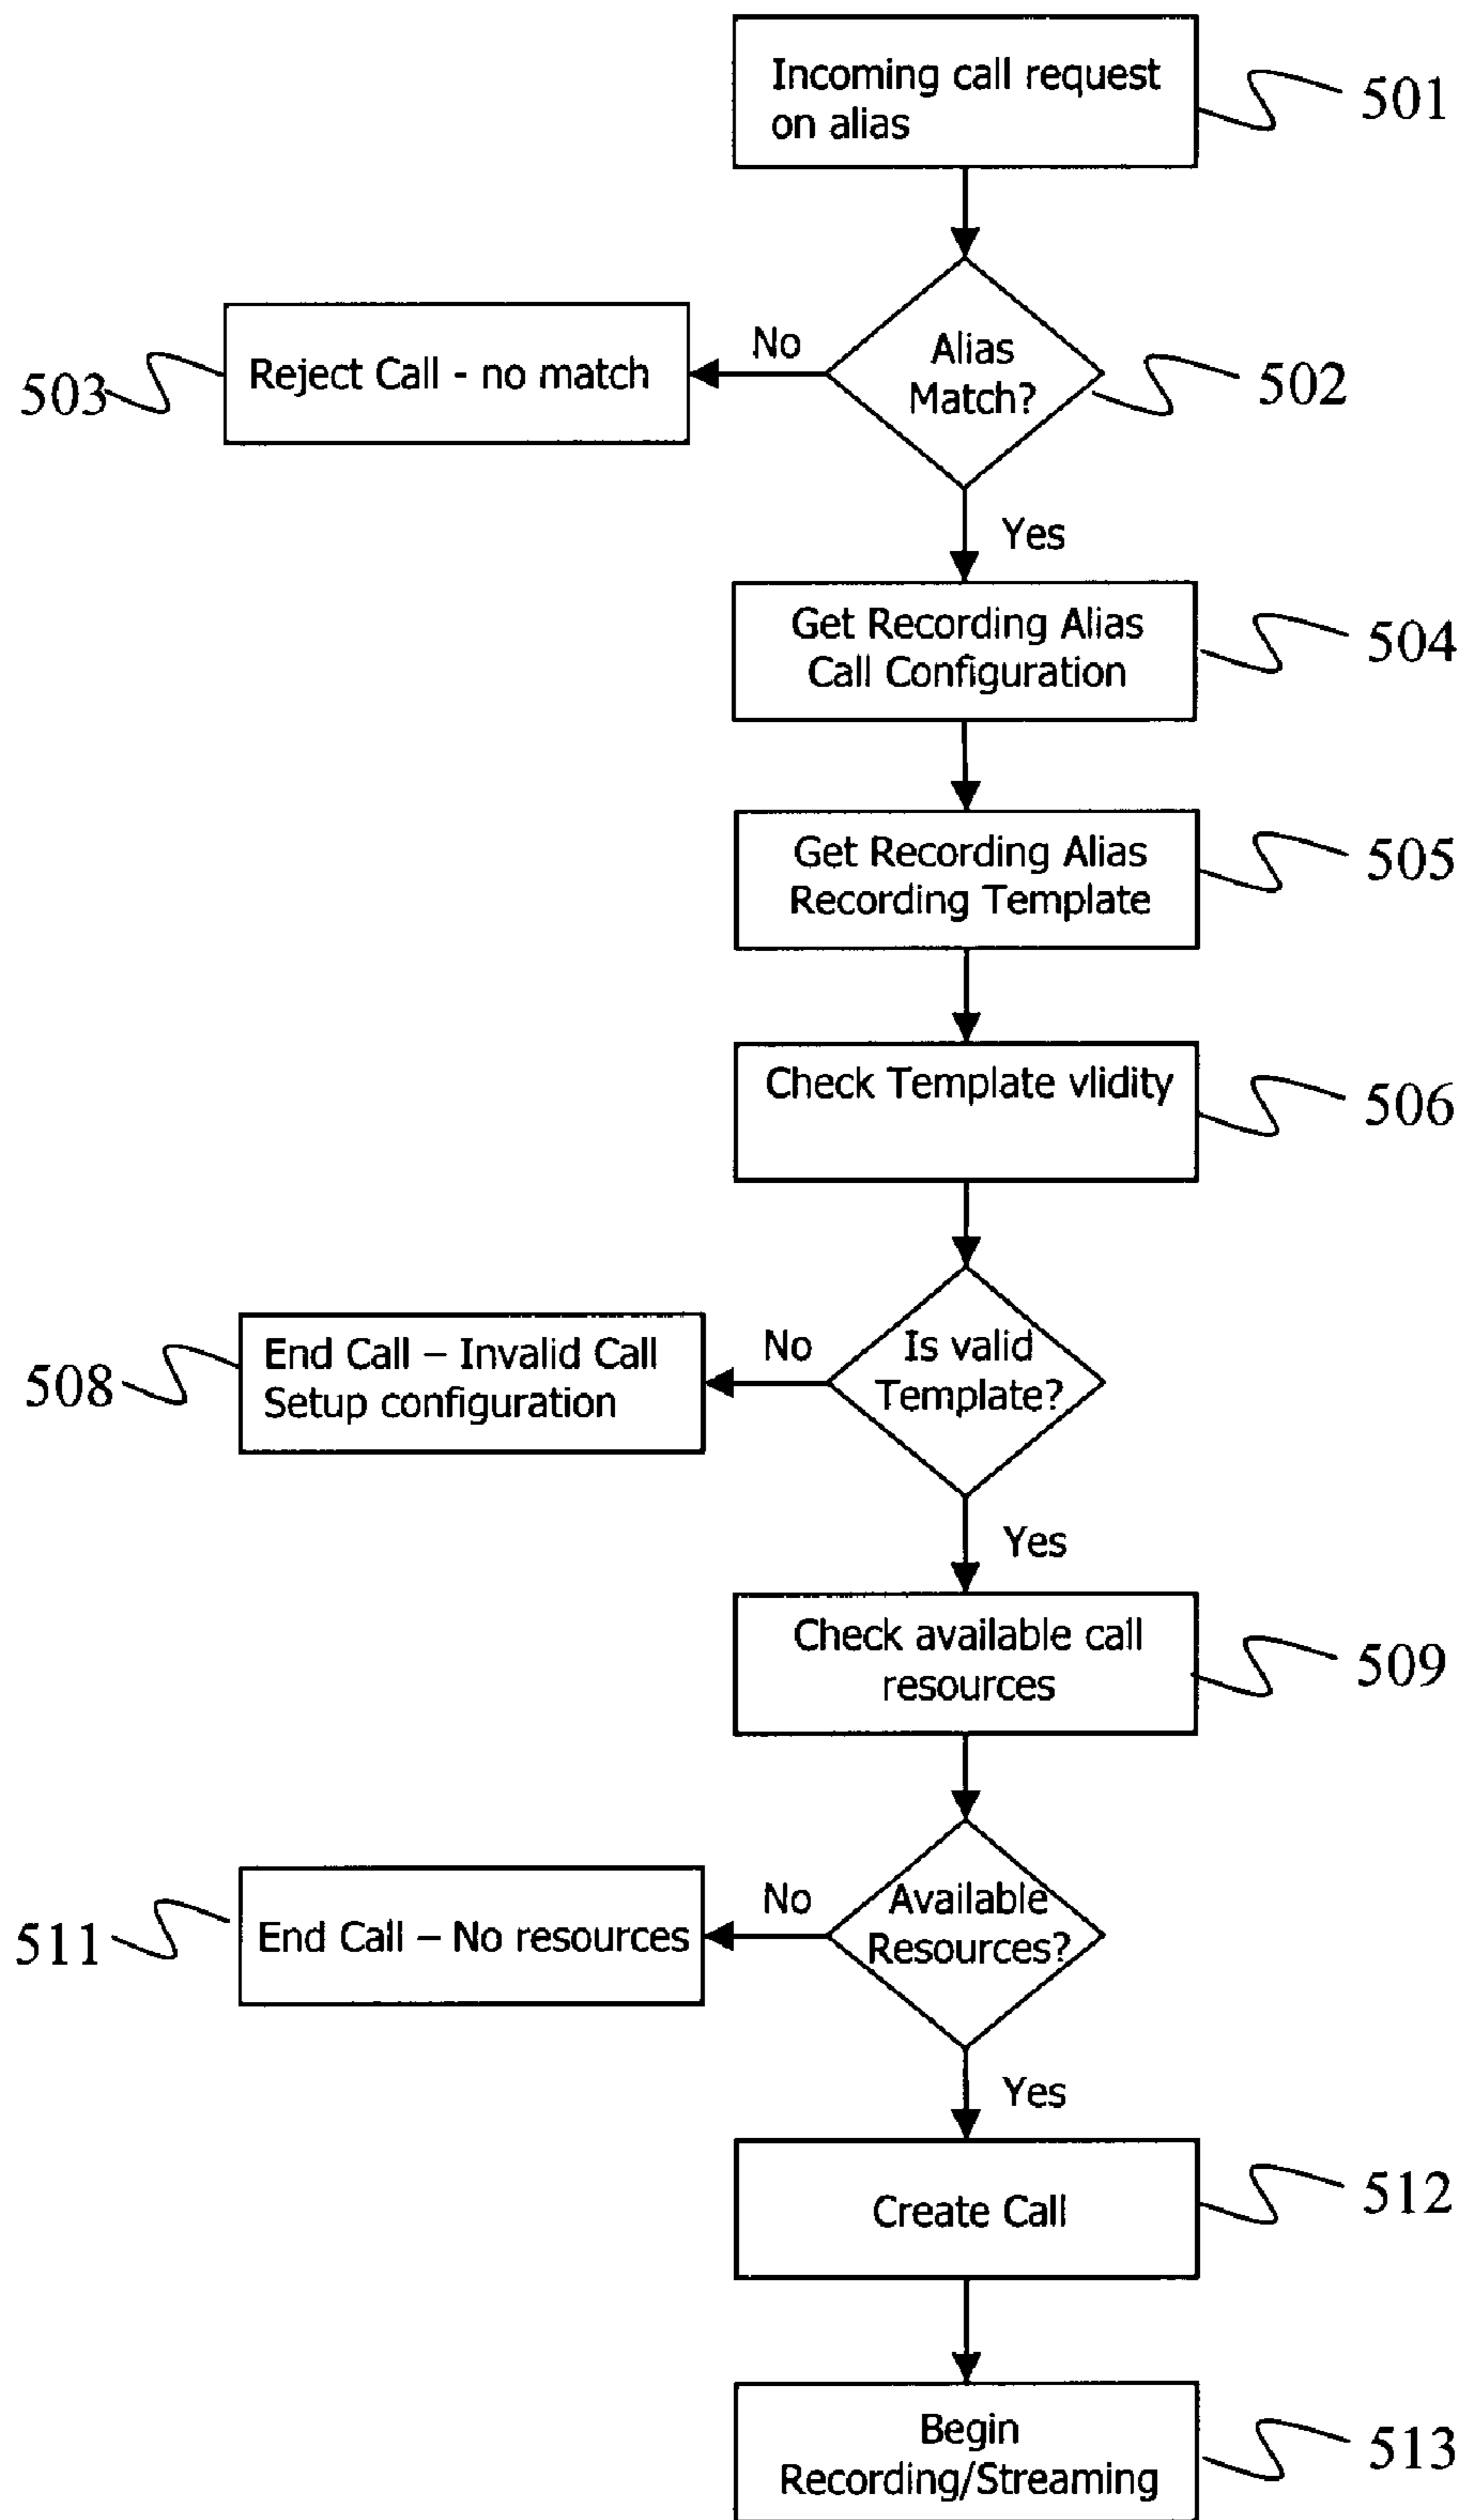 Incoming call request
on alias
501
No
Alias
Match?
502
Reject Call - no match
503
Yes
Get Recording Alias
Call Configuration
504
Get Recording Alias
Recording Template
505
Check Template vlidity
506
No
Is valid
Template?
End Call – Invalid Call
Setup configuration
508
Yes
Check available call
resources
509
No
Available
Resources?
End Call – No resources
511
Yes
Create Call
512
Begin
Recording/Streaming
513